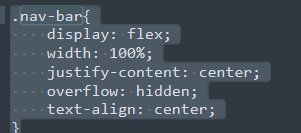 .nav-bar{
display: flex;
width: 100%;
justify-content: center;
overflow: hidden;
text-align: center;
}